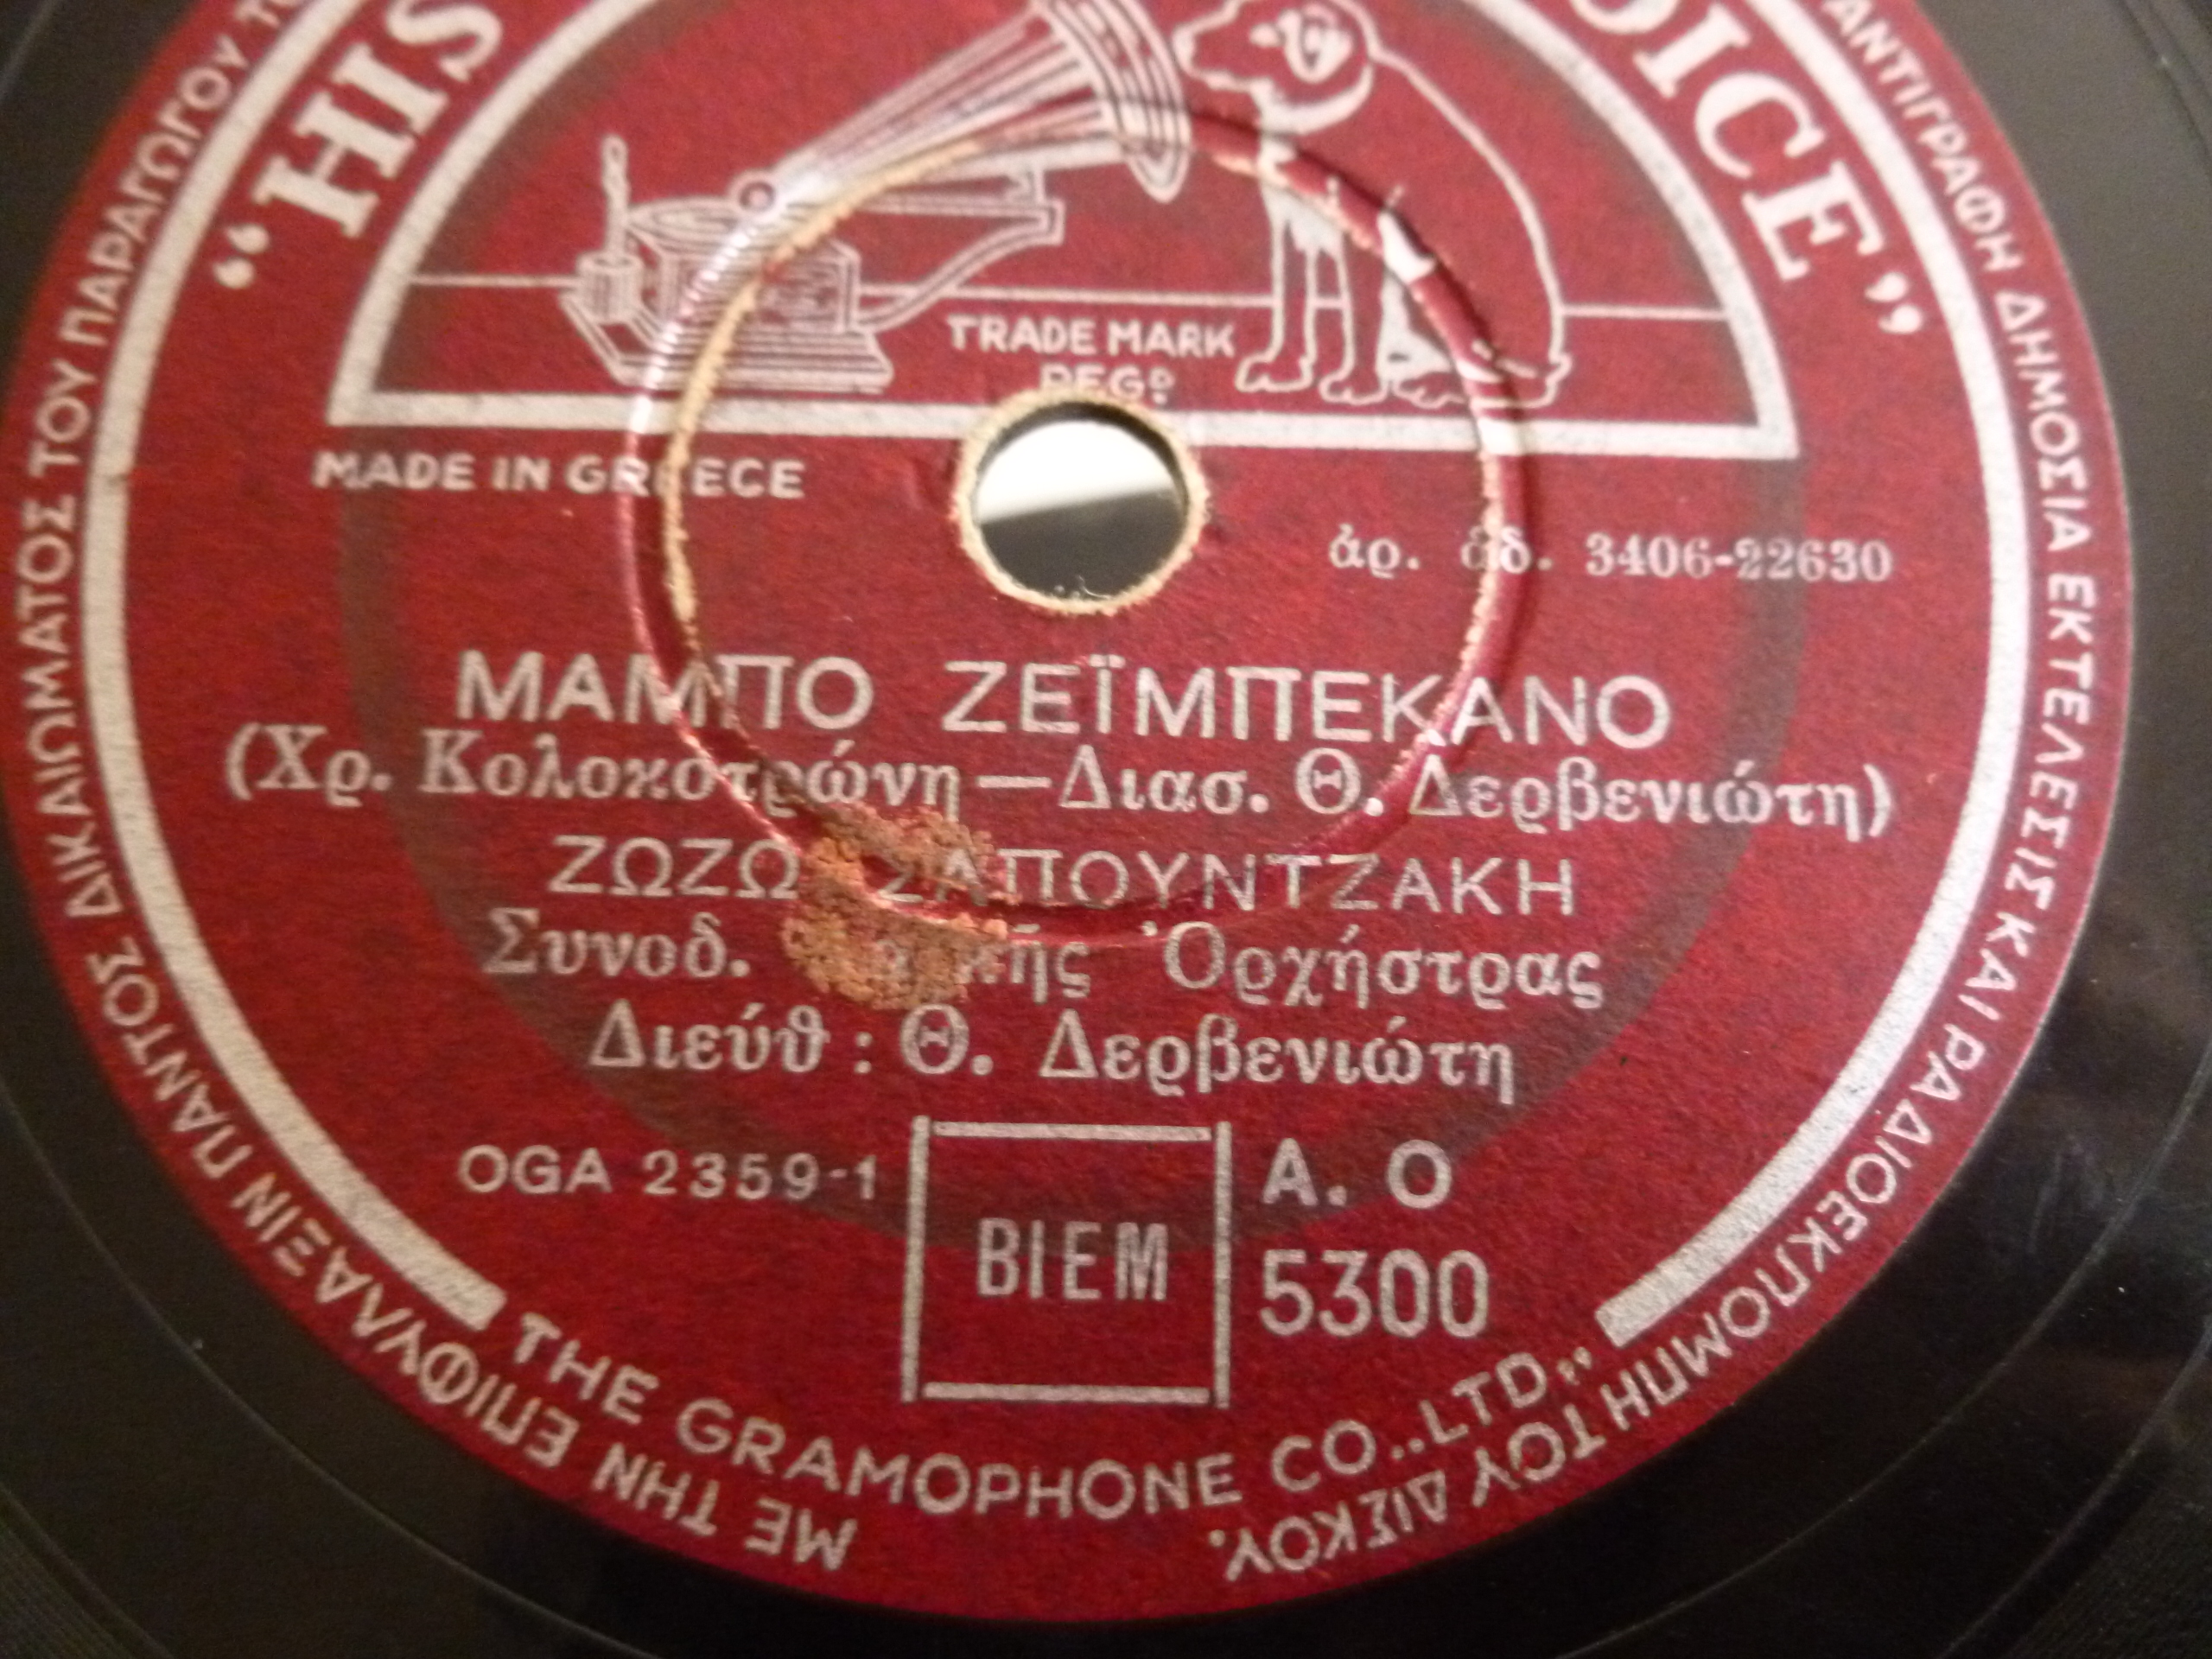 "HIS
OICE"
TRADE MARK
REGD
MADE IN GREECE
ἀρ. ἀδ. 3406-22630
ΜΑΜΠΟ ΖΕΪΜΠΕΚΑΝΟ
(Χρ. Κολοκοτρώνη—Διασ. Θ. Δερβενιώτη)
ΖΩΖΩ ΣΑΠΟΥΝΤΖΑΚΗ
Συνοδ. Ὀρχήστρας
Διεύθ : Θ. Δερβενιώτη
OGA 2359-1
BIEM
A. O
5300
THE GRAMOPHONE CO.,LTD.,
ΜΕ ΤΗΝ ΕΠΙΦΥΛΑΞΙΝ ΠΑΝΤΟΣ ΔΙΚΑΙΩΜΑΤΟΣ ΤΟΥ ΠΑΡΑΓΩΓΟΥ
ΑΝΤΙΓΡΑΦΗ ΔΗΜΟΣΙΑ ΕΚΤΕΛΕΣΙΣ ΚΑΙ ΡΑΔΙΟΕΚΠΟΜΠΗ ΤΟΥ ΔΙΣΚΟΥ.